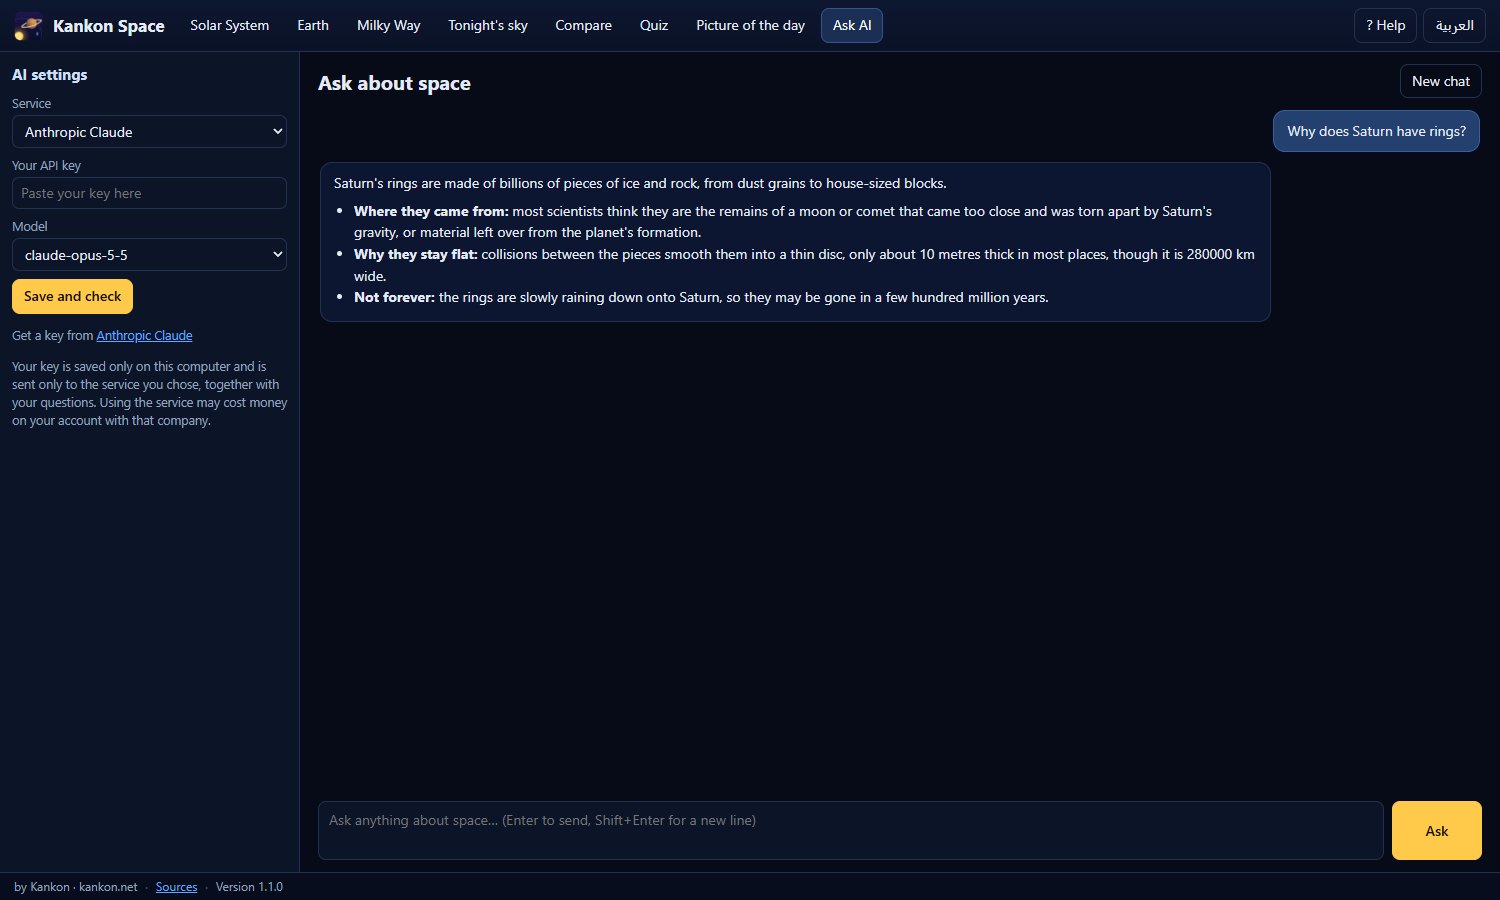 Kankon Space
Solar System
Earth
Milky Way
Tonight's sky
Compare
Quiz
Picture of the day
Ask AI
? Help
العربية
AI settings
Service
Anthropic Claude
Your API key
Paste your key here
Model
claude-opus-5-5
Save and check
Get a key from Anthropic Claude
Your key is saved only on this computer and is
sent only to the service you chose, together with
your questions. Using the service may cost money
on your account with that company.
Ask about space
New chat
Why does Saturn have rings?
Saturn's rings are made of billions of pieces of ice and rock, from dust grains to house-sized blocks.
• Where they came from: most scientists think they are the remains of a moon or comet that came too close and was torn apart by Saturn's
gravity, or material left over from the planet's formation.
• Why they stay flat: collisions between the pieces smooth them into a thin disc, only about 10 metres thick in most places, though it is 280000 km
wide.
• Not forever: the rings are slowly raining down onto Saturn, so they may be gone in a few hundred million years.
Ask anything about space... (Enter to send, Shift+Enter for a new line)
Ask
by Kankon · kankon.net · Sources · Version 1.1.0